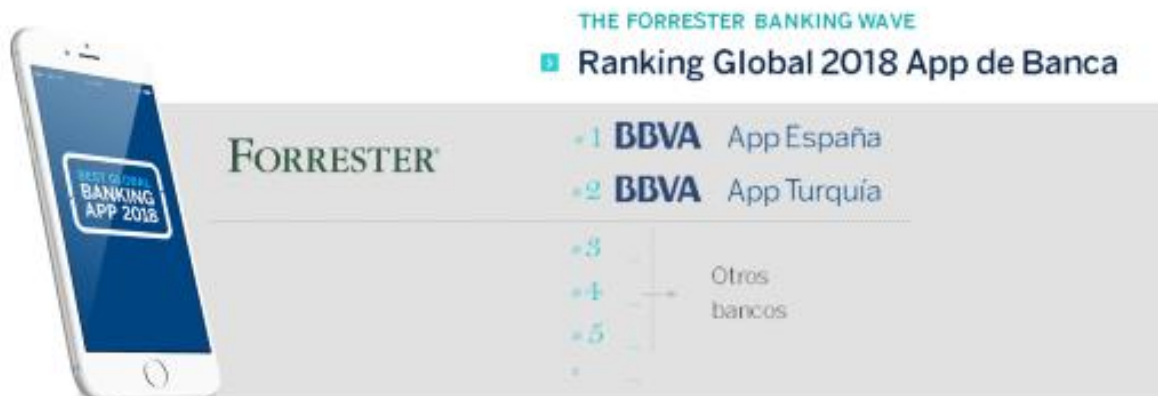 THE FORRESTER BANKING WAVE
Ranking Global 2018 App de Banca
FORRESTER®
#1 BBVA App España
#2 BBVA App Turquía
#3
#4
#5
Otros
bancos
BEST GLOBAL
BANKING
APP 2018